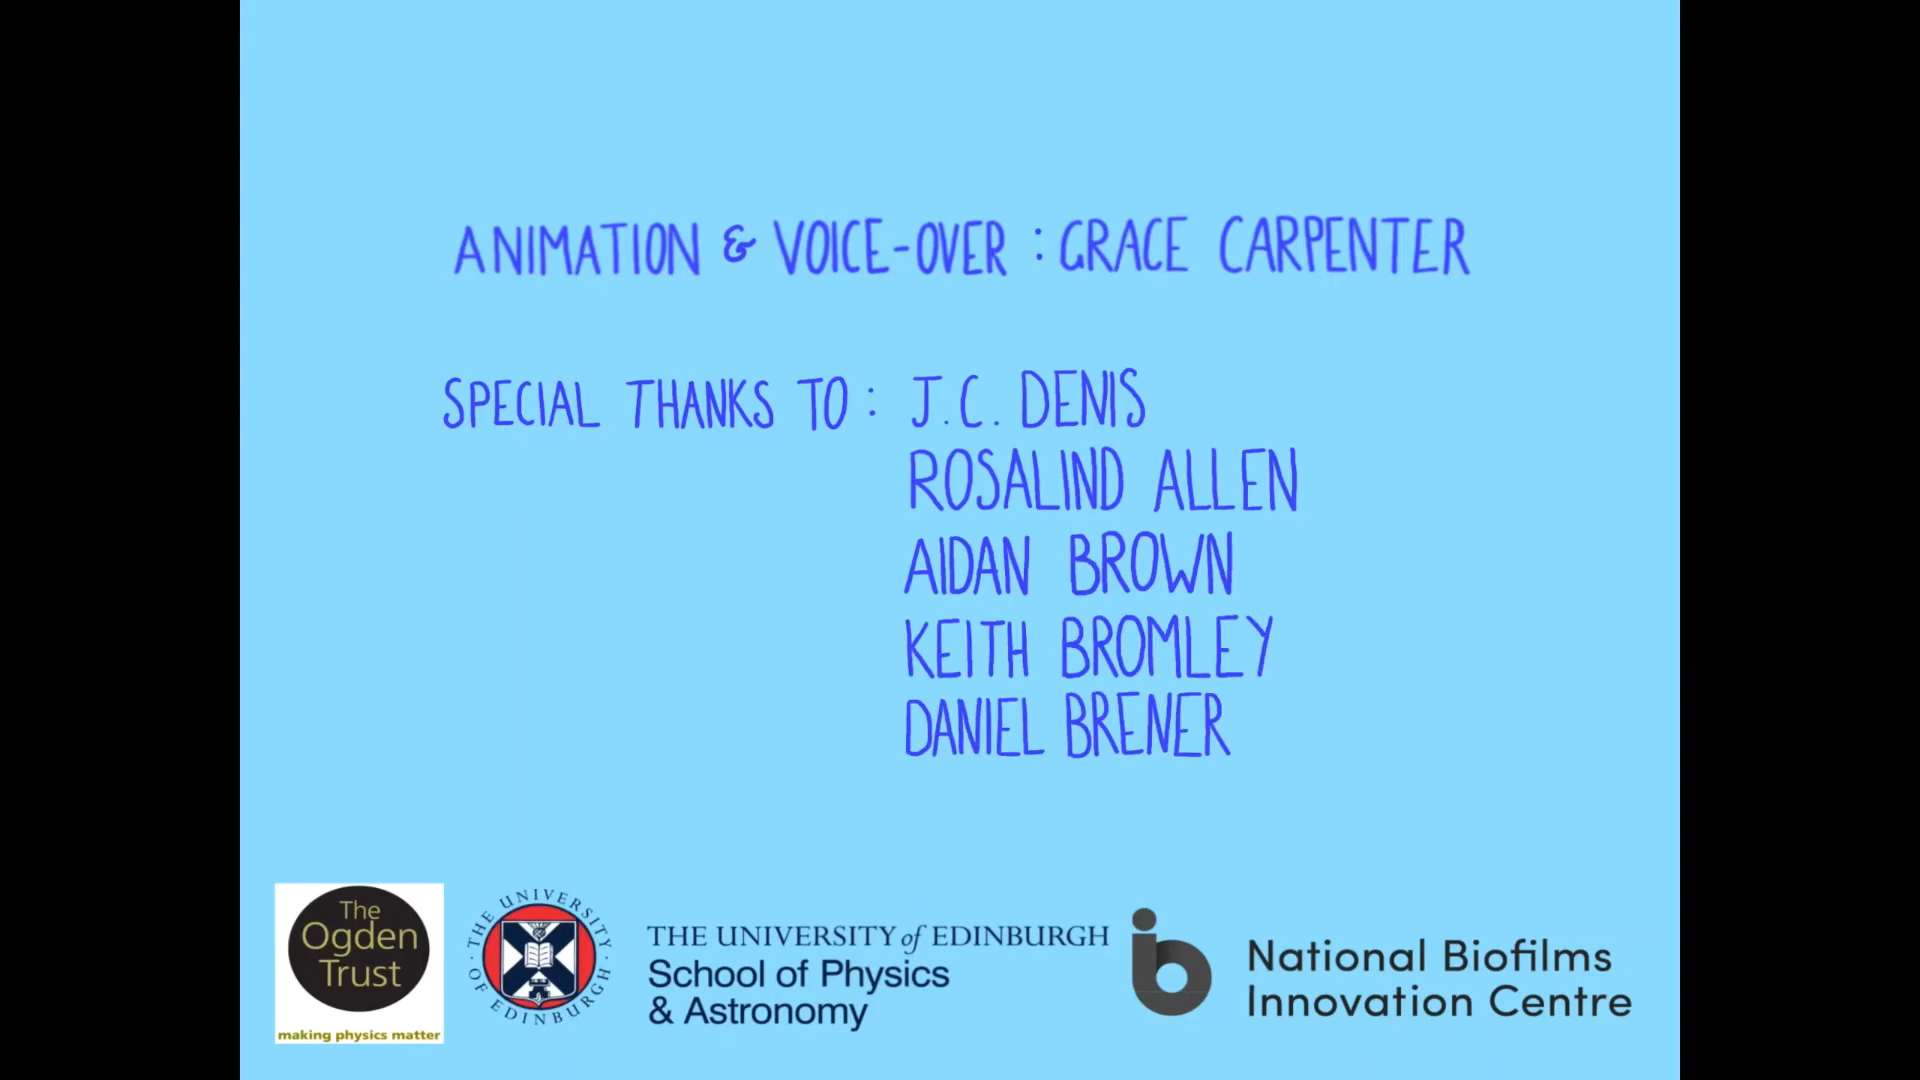 ANIMATION & VOICE-OVER : GRACE CARPENTER
SPECIAL THANKS TO : J.C. DENIS
ROSALIND ALLEN
AIDAN BROWN
KEITH BROMLEY
DANIEL BRENER
The
Ogden
Trust
making physics matter
THE UNIVERSITY OF EDINBURGH
THE UNIVERSITY of EDINBURGH
School of Physics
& Astronomy
National Biofilms
Innovation Centre